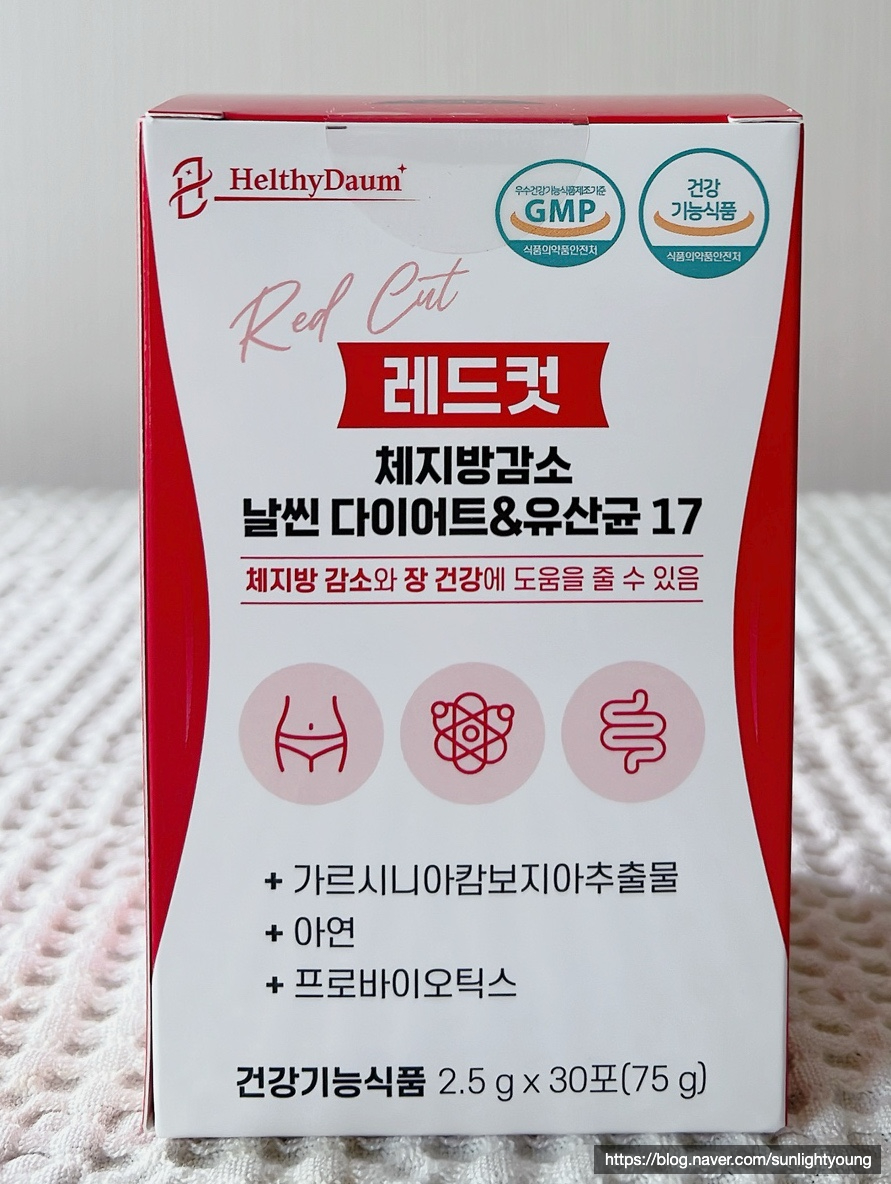 HelthyDaum
우수건강기능식품제조기준
GMP
식품의약품안전처
건강
기능식품
식품의약품안전처
Red Cut
레드컷
체지방감소
날씬 다이어트&유산균 17
체지방 감소와 장 건강에 도움을 줄 수 있음
+ 가르시니아캄보지아추출물
+ 아연
+ 프로바이오틱스
건강기능식품 2.5 g x 30포(75 g)
https://blog.naver.com/sunlightyoung